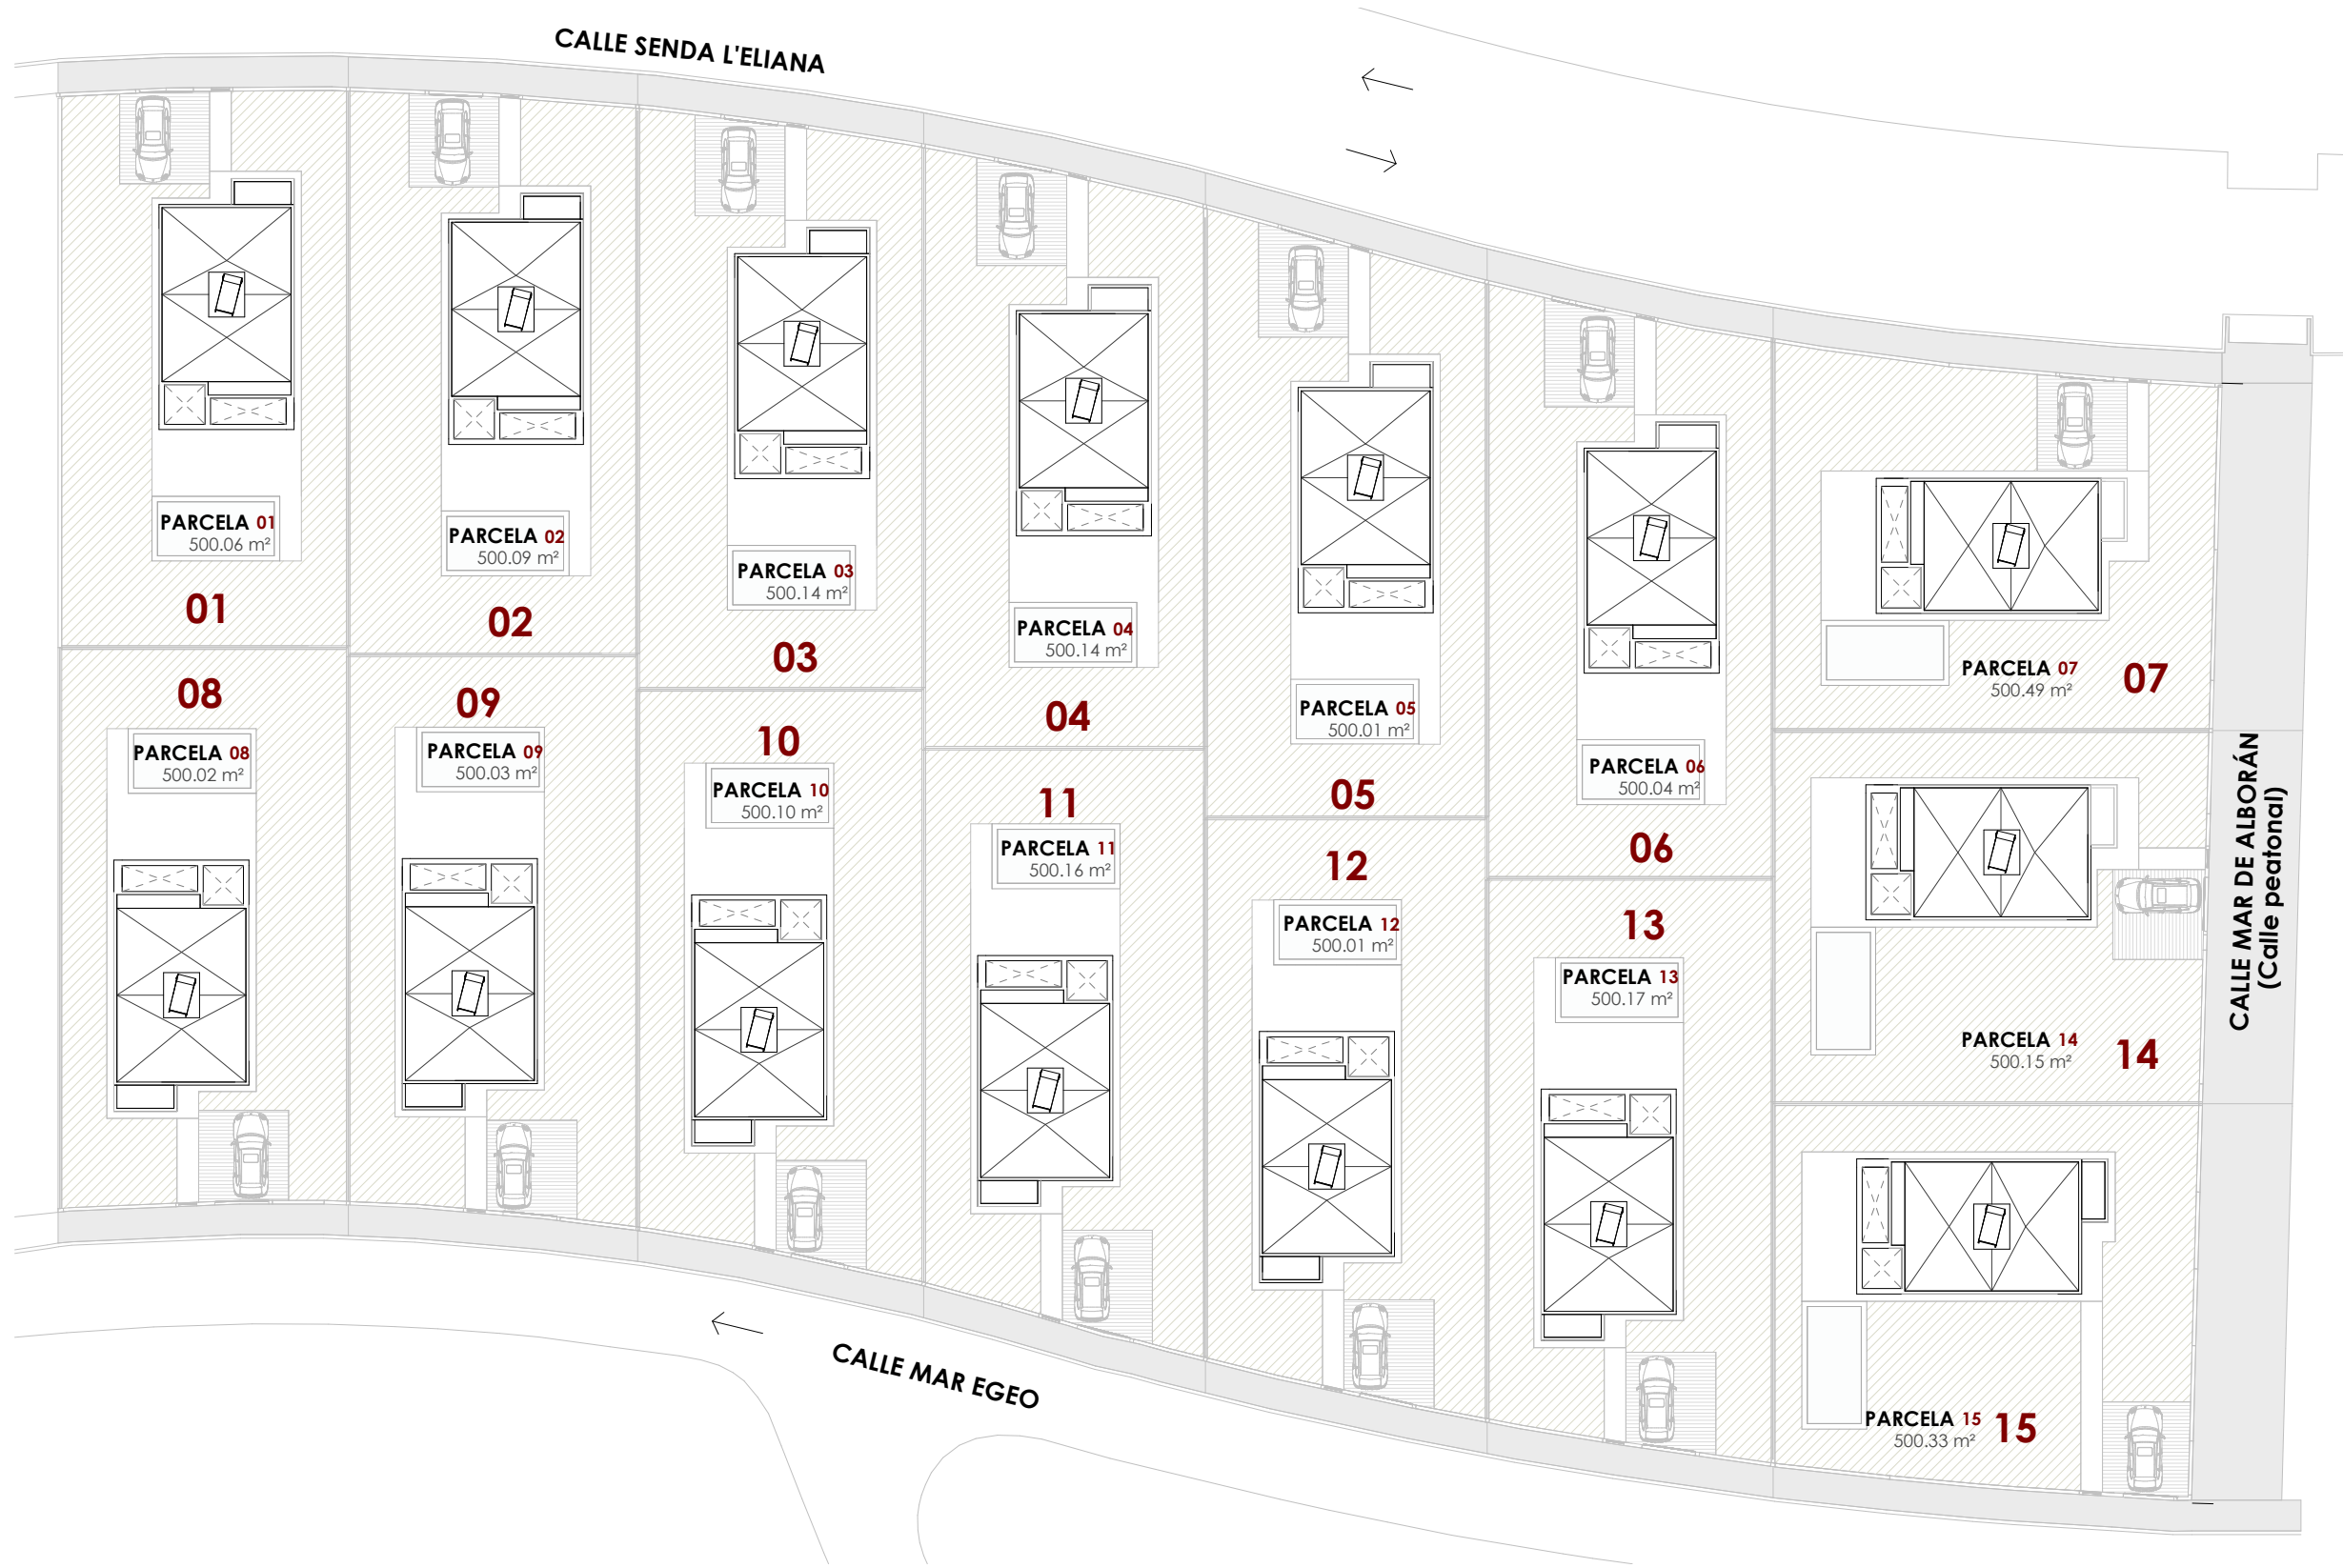 CALLE SENDA L'ELIANA
PARCELA 01
500.06 m²
01
PARCELA 02
500.09 m²
02
PARCELA 03
500.14 m²
03
PARCELA 04
500.14 m²
04
PARCELA 05
500.01 m²
05
PARCELA 06
500.04 m²
06
PARCELA 07
500.49 m²
07
08
PARCELA 08
500.02 m²
09
PARCELA 09
500.03 m²
10
PARCELA 10
500.10 m²
11
PARCELA 11
500.16 m²
12
PARCELA 12
500.01 m²
13
PARCELA 13
500.17 m²
PARCELA 14
500.15 m²
14
PARCELA 15
500.33 m²
15
CALLE MAR DE ALBORÁN
(Calle peatonal)
CALLE MAR EGEO